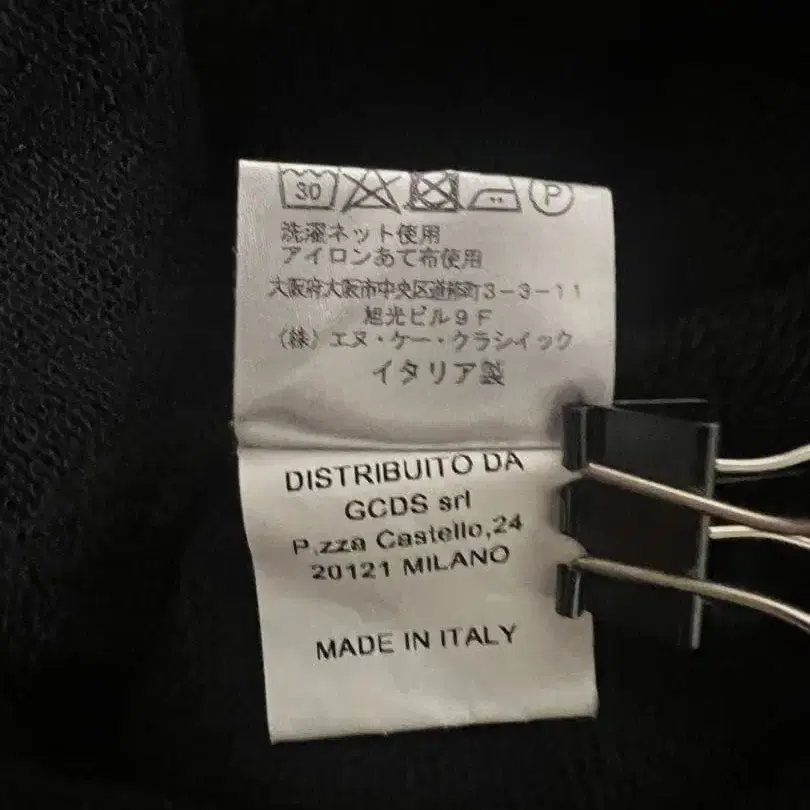 30 P
洗濯ネット使用
アイロンあて布使用
大阪府大阪市中央区道修町3-3-11
旭光ビル9F
(株)エヌ・ケー・クラシイック
イタリア製
DISTRIBUITO DA
GCDS srl
P.zza Castello,24
20121 MILANO
MADE IN ITALY